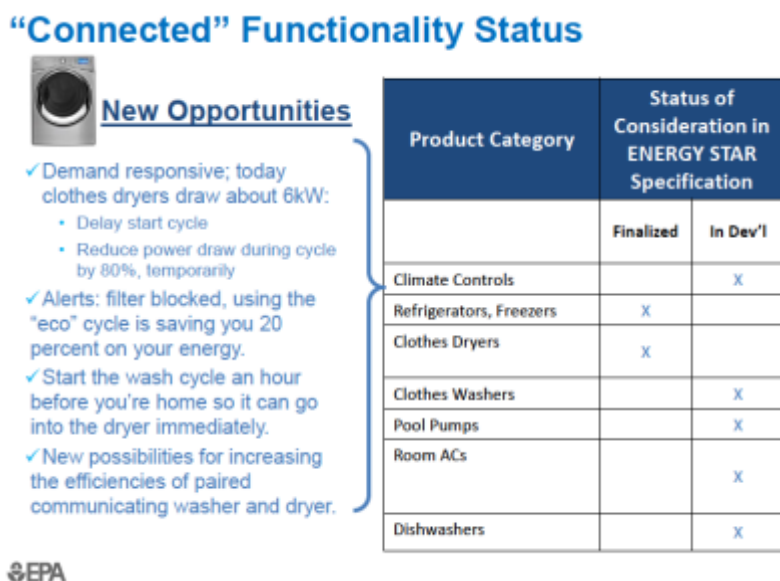 “Connected” Functionality Status
New Opportunities
✓Demand responsive; today
clothes dryers draw about 6kW:
• Delay start cycle
• Reduce power draw during cycle
by 80%, temporarily
✓Alerts: filter blocked, using the
“eco” cycle is saving you 20
percent on your energy.
✓Start the wash cycle an hour
before you’re home so it can go
into the dryer immediately.
✓New possibilities for increasing
the efficiencies of paired
communicating washer and dryer.
Product Category
Status of
Consideration in
ENERGY STAR
Specification
Finalized In Dev’l
Climate Controls X
Refrigerators, Freezers X
Clothes Dryers X
Clothes Washers X
Pool Pumps X
Room ACs X
Dishwashers X
EPA